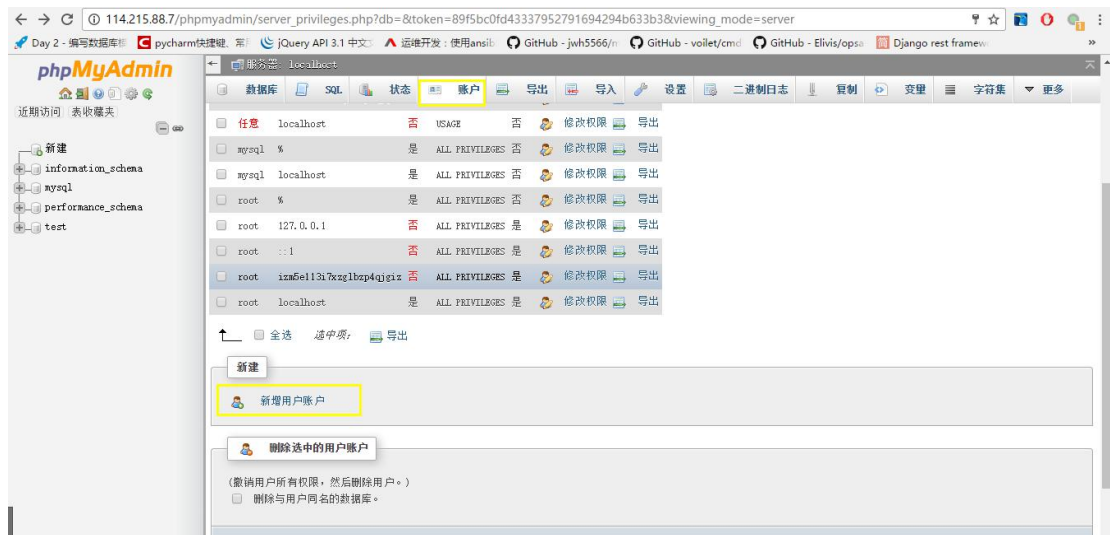 114.215.88.7/phpmyadmin/server_privileges.php?db=&token=89f5bc0fd43337952791694294b633b3&viewing_mode=server
Day 2 - 编写数据库
pycharm快捷键、常
jQuery API 3.1 中文
运维开发：使用ansib
GitHub - jwh5566/
GitHub - voilet/cmd
GitHub - Elivis/opsa
Django rest framew
»
phpMyAdmin
近期访问 表收藏夹
新建
information_schema
mysql
performance_schema
test
服务器: localhost
数据库 SQL 状态 账户 导出 导入 设置 二进制日志 复制 变量 字符集 更多
任意 localhost 否 USAGE 否 修改权限 导出
mysql % 是 ALL PRIVILEGES 否 修改权限 导出
mysql localhost 是 ALL PRIVILEGES 否 修改权限 导出
root % 是 ALL PRIVILEGES 否 修改权限 导出
root 127.0.0.1 否 ALL PRIVILEGES 是 修改权限 导出
root ::1 否 ALL PRIVILEGES 是 修改权限 导出
root 否 ALL PRIVILEGES 是 修改权限 导出
root localhost 是 ALL PRIVILEGES 是 修改权限 导出
全选 选中项: 导出
新建
新增用户账户
删除选中的用户账户
(撤销用户所有权限，然后删除用户。)
删除与用户同名的数据库。